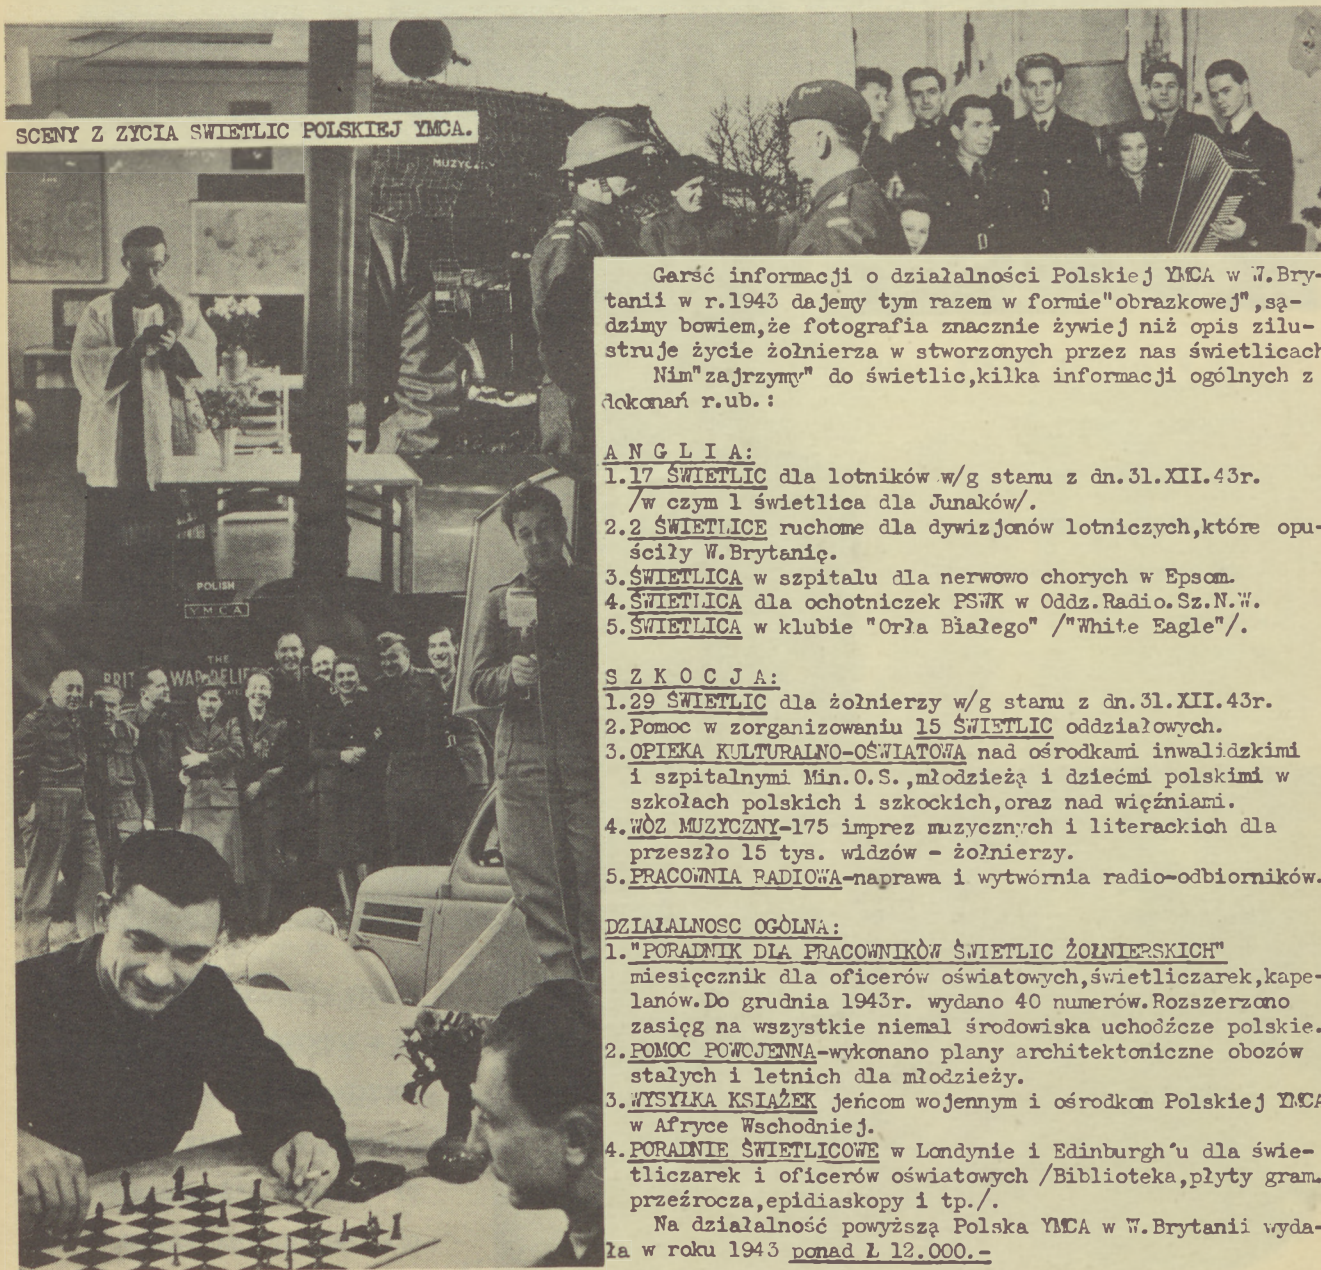 SCENY Z ZYCIA SWIETLIC POLSKIEJ YMCA.
MUZYCZ
POLISH
Y M C A
THE
BRIT WAR RELIEF
Garść informacji o działalności Polskiej YMCA w W.Bry-
tanii w r.1943 dajemy tym razem w formie"obrazkowej",są-
dzimy bowiem,że fotografia znacznie żywiej niż opis zilu-
struje życie żołnierza w stworzonych przez nas świetlicach
Nim"zajrzymy" do świetlic,kilka informacji ogólnych z
dokonań r.ub.:
A N G L I A:
1.17 ŚWIETLIC dla lotników w/g stanu z dn.31.XII.43r.
/w czym 1 świetlica dla Junaków/.
2.2 ŚWIETLICE ruchome dla dywizjonów lotniczych,które opu-
ściły W.Brytanię.
3.ŚWIETLICA w szpitalu dla nerwowo chorych w Epsom.
4.ŚWIETLICA dla ochotniczek PSWK w Oddz.Radio.Sz.N.W.
5.ŚWIETLICA w klubie "Orła Białego" /"White Eagle"/.
S Z K O C J A:
1.29 ŚWIETLIC dla żołnierzy w/g stanu z dn.31.XII.43r.
2.Pomoc w zorganizowaniu 15 ŚWIETLIC oddziałowych.
3.OPIEKA KULTURALNO-OŚWIATOWA nad ośrodkami inwalidzkimi
i szpitalnymi Min.O.S.,młodzieżą i dziećmi polskimi w
szkołach polskich i szkockich,oraz nad więźniami.
4.WÓZ MUZYCZNY-175 imprez muzycznych i literackich dla
przeszło 15 tys. widzów - żołnierzy.
5.PRACOWNIA RADIOWA-naprawa i wytwórnia radio-odbiorników.
DZIAŁALNOSC OGÒLNA:
1."PORADNIK DLA PRACOWNIKÒW ŚWIETLIC ŻOŁNIERSKICH"
miesięcznik dla oficerów oświatowych,świetliczarek,kape-
lanów.Do grudnia 1943r. wydano 40 numerów.Rozszerzono
zasięg na wszystkie niemal środowiska uchodźcze polskie.
2.POMOC POWOJENNA-wykonano plany architektoniczne obozów
stałych i letnich dla młodzieży.
3.WYSYŁKA KSIĄŻEK jeńcom wojennym i ośrodkom Polskiej YMCA
w Afryce Wschodniej.
4.PORADNIE ŚWIETLICOWE w Londynie i Edinburgh'u dla świe-
tliczarek i oficerów oświatowych /Biblioteka,płyty gram.
przeźrocza,epidiaskopy i tp./.
Na działalność powyższą Polska YMCA w W.Brytanii wyda-
ła w roku 1943 ponad Ł 12.000.-